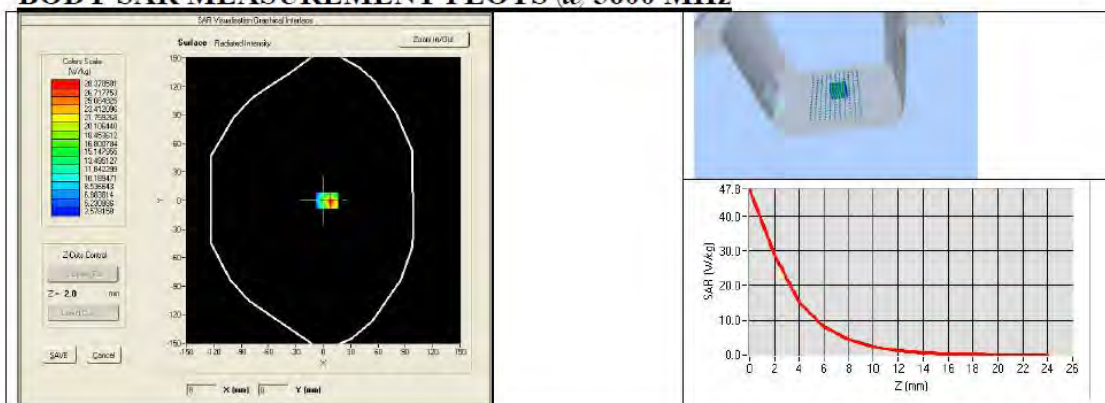 BODY SAR MEASUREMENT PLOTS @ 5600 MHz
SAR Visualisation Graphical Interface
Surface Radiated Intensity
Zoom In/Out
Colors Scale
(W/kg)
28.370581
26.717753
23.412096
21.759268
20.106440
18.453612
16.800784
15.147955
13.495127
11.842299
10.189471
8.536643
6.883814
5.230986
3.578158
Z-Cuts Control
Z = 2.0 mm
SAVE
Cancel
150
120
90
60
30
0
-30
-60
-90
-120
-150
Y
-150 -120 -90 -60 -30 0 30 60 90 120 150
X
X (mm)
Y (mm)
47.8
40.0
30.0
20.0
10.0
0.0
SAR (W/kg)
0 2 4 6 8 10 12 14 16 18 20 22 24 26
Z (mm)